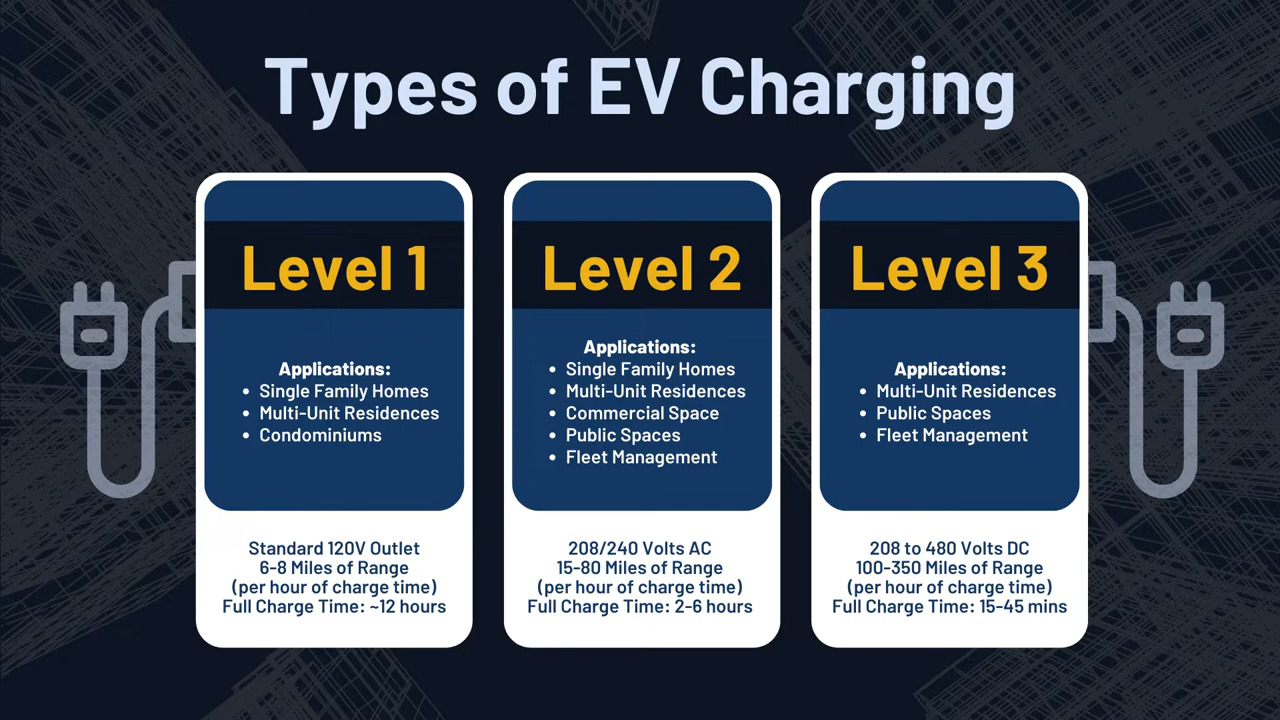 Types of EV Charging
Level 1
Applications:
• Single Family Homes
• Multi-Unit Residences
• Condominiums
Standard 120V Outlet
6-8 Miles of Range
(per hour of charge time)
Full Charge Time: ~12 hours
Level 2
Applications:
• Single Family Homes
• Multi-Unit Residences
• Commercial Space
• Public Spaces
• Fleet Management
208/240 Volts AC
15-80 Miles of Range
(per hour of charge time)
Full Charge Time: 2-6 hours
Level 3
Applications:
• Multi-Unit Residences
• Public Spaces
• Fleet Management
208 to 480 Volts DC
100-350 Miles of Range
(per hour of charge time)
Full Charge Time: 15-45 mins